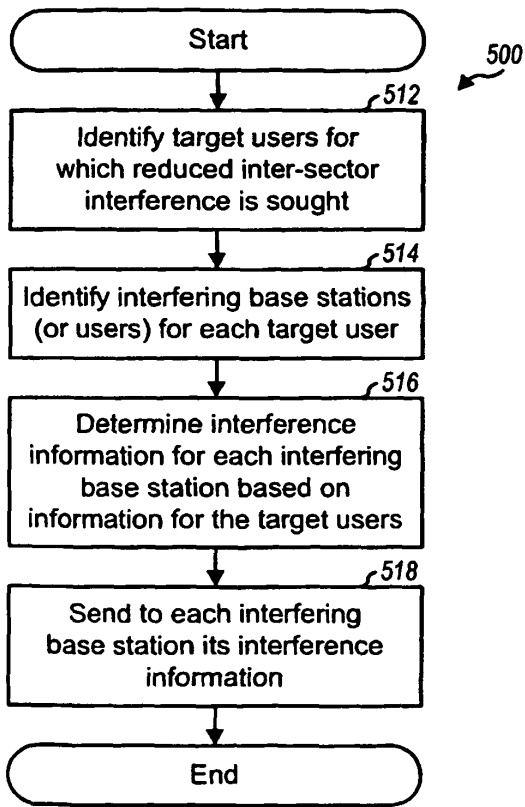 Start
500
512
Identify target users for
which reduced inter-sector
interference is sought
514
Identify interfering base stations
(or users) for each target user
516
Determine interference
information for each interfering
base station based on
information for the target users
518
Send to each interfering
base station its interference
information
End